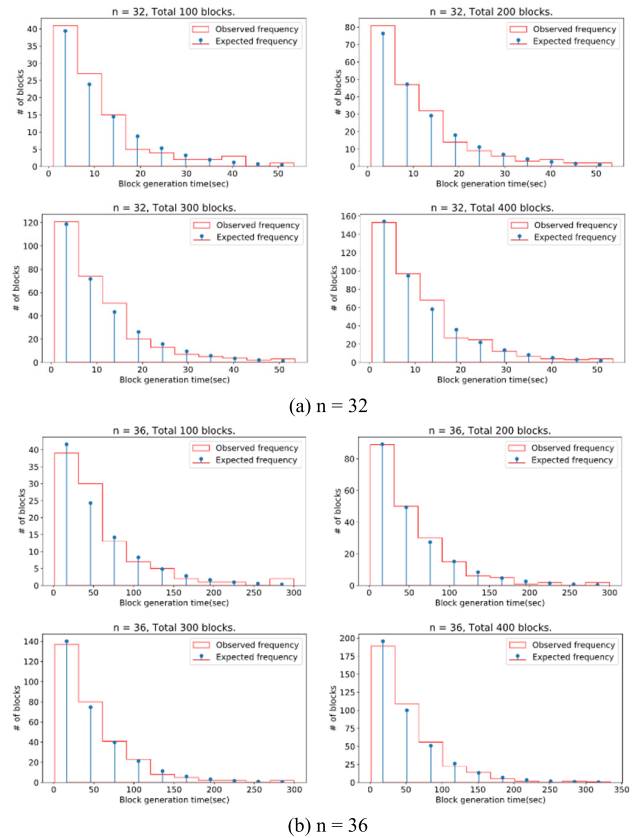 n = 32, Total 100 blocks.
Observed frequency
Expected frequency
# of blocks
40
35
30
25
20
15
10
5
0
0 10 20 30 40 50
Block generation time(sec)
n = 32, Total 200 blocks.
Observed frequency
Expected frequency
# of blocks
80
70
60
50
40
30
20
10
0
0 10 20 30 40 50
Block generation time(sec)
n = 32, Total 300 blocks.
Observed frequency
Expected frequency
# of blocks
120
100
80
60
40
20
0
0 10 20 30 40 50
Block generation time(sec)
n = 32, Total 400 blocks.
Observed frequency
Expected frequency
# of blocks
160
140
120
100
80
60
40
20
0
0 10 20 30 40 50
Block generation time(sec)
(a) n = 32
n = 36, Total 100 blocks.
Observed frequency
Expected frequency
# of blocks
40
35
30
25
20
15
10
5
0
0 50 100 150 200 250 300
Block generation time(sec)
n = 36, Total 200 blocks.
Observed frequency
Expected frequency
# of blocks
80
60
40
20
0
0 50 100 150 200 250 300
Block generation time(sec)
n = 36, Total 300 blocks.
Observed frequency
Expected frequency
# of blocks
140
120
100
80
60
40
20
0
0 50 100 150 200 250 300
Block generation time(sec)
n = 36, Total 400 blocks.
Observed frequency
Expected frequency
# of blocks
200
175
150
125
100
75
50
25
0
0 50 100 150 200 250 300 350
Block generation time(sec)
(b) n = 36